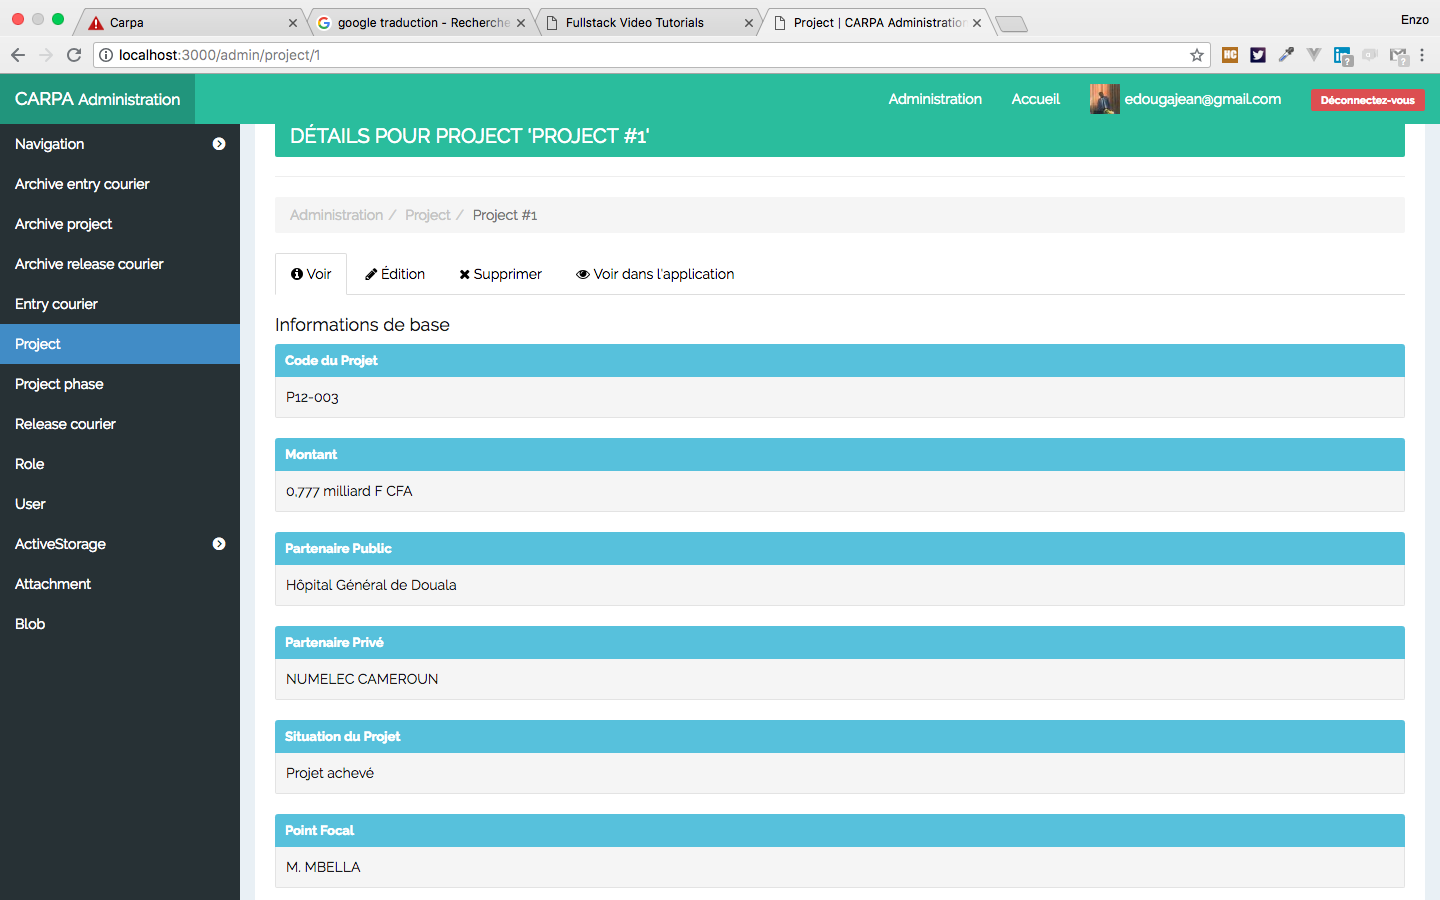 Carpa
google traduction - Recherche
Fullstack Video Tutorials
Project | CARPA Administration
Enzo
localhost:3000/admin/project/1
HC
CARPA Administration
Administration
Accueil
edougajean@gmail.com
Déconnectez-vous
Navigation
Archive entry courier
Archive project
Archive release courier
Entry courier
Project
Project phase
Release courier
Role
User
ActiveStorage
Attachment
Blob
DÉTAILS POUR PROJECT 'PROJECT #1'
Administration / Project / Project #1
Voir
Édition
Supprimer
Voir dans l'application
Informations de base
Code du Projet
P12-003
Montant
0,777 milliard F CFA
Partenaire Public
Hôpital Général de Douala
Partenaire Privé
NUMELEC CAMEROUN
Situation du Projet
Projet achevé
Point Focal
M. MBELLA